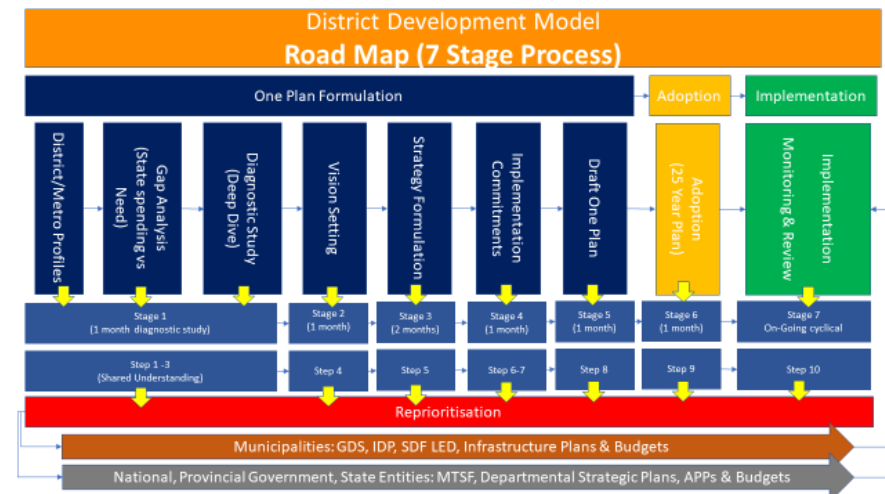 District Development Model
Road Map (7 Stage Process)
One Plan Formulation
Adoption
Implementation
District/Metro Profiles
Gap Analysis
(State spending vs
Need)
Diagnostic Study
(Deep Dive)
Vision Setting
Strategy Formulation
Implementation
Commitments
Draft One Plan
Adoption
(25 Year Plan)
Implementation
Monitoring & Review
Stage 1
(1 month diagnostic study)
Stage 2
(1 month)
Stage 3
(2 months)
Stage 4
(1 month)
Stage 5
(1 month)
Stage 6
(1 month)
Stage 7
On-Going cyclical
Step 1 -3
(Shared Understanding)
Step 4
Step 5
Step 6-7
Step 8
Step 9
Step 10
Reprioritisation
Municipalities: GDS, IDP, SDF LED, Infrastructure Plans & Budgets
National, Provincial Government, State Entities: MTSF, Departmental Strategic Plans, APPs & Budgets